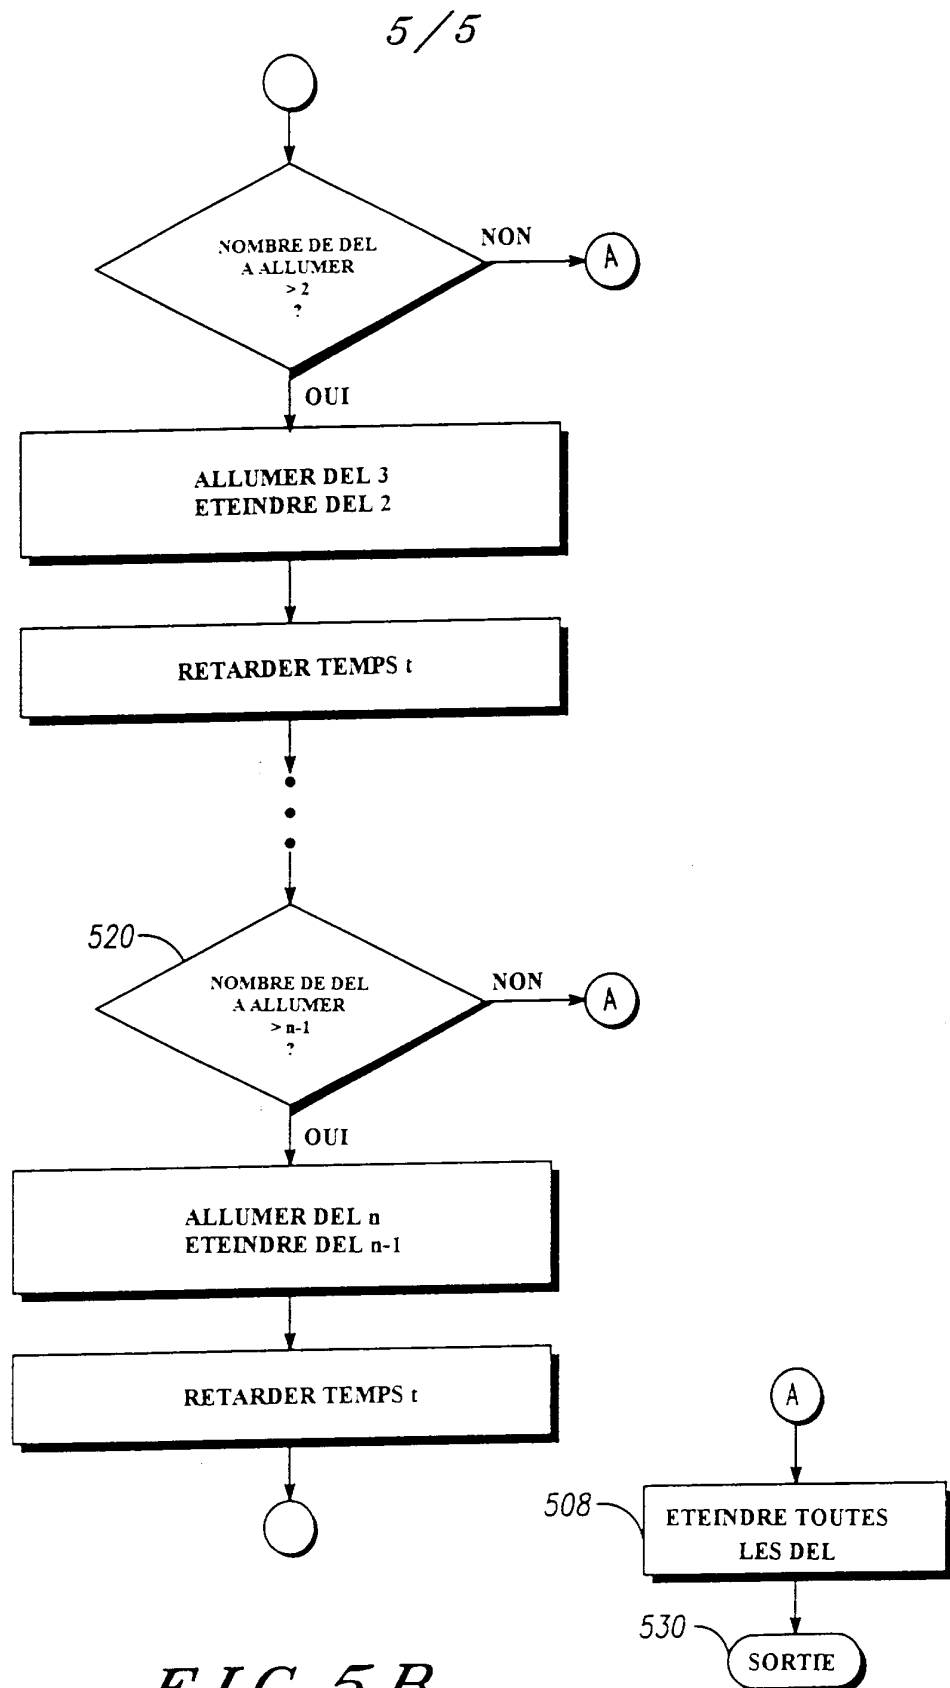 5/5
NOMBRE DE DEL
A ALLUMER
> 2
?
NON
A
OUI
ALLUMER DEL 3
ETEINDRE DEL 2
RETARDER TEMPS t
520
NOMBRE DE DEL
A ALLUMER
> n-1
?
NON
A
OUI
ALLUMER DEL n
ETEINDRE DEL n-1
RETARDER TEMPS t
A
508
ETEINDRE TOUTES
LES DEL
530
SORTIE
FIG. 5B